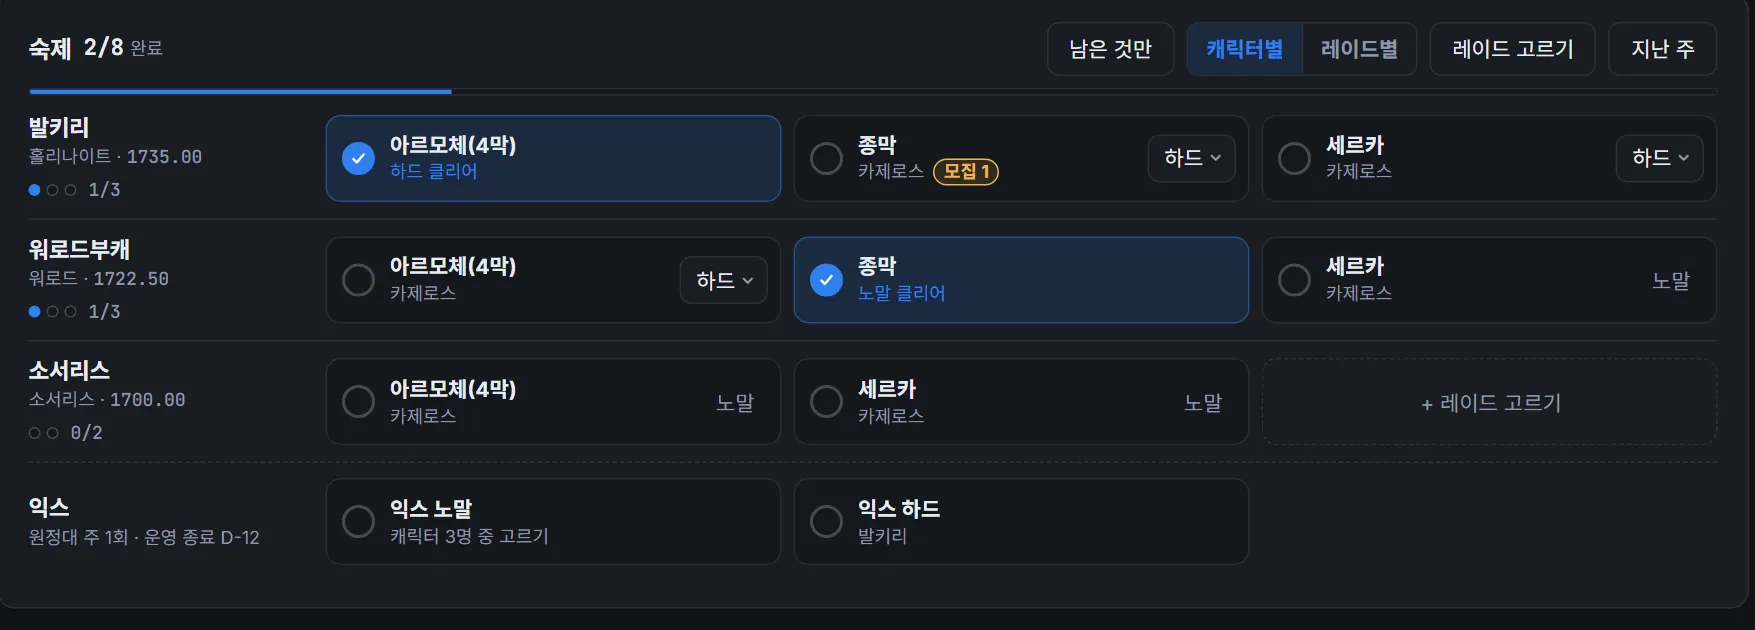 숙제 2/8 완료
남은 것만
캐릭터별
레이드별
레이드 고르기
지난 주
발키리
홀리나이트 · 1735.00
1/3
아르모체(4막)
하드 클리어
종막
카제로스 모집 1
하드
세르카
카제로스
하드
워로드부캐
워로드 · 1722.50
1/3
아르모체(4막)
카제로스
하드
종막
노말 클리어
세르카
카제로스
노말
소서리스
소서리스 · 1700.00
0/2
아르모체(4막)
카제로스
노말
세르카
카제로스
노말
+ 레이드 고르기
익스
원정대 주 1회 · 운영 종료 D-12
익스 노말
캐릭터 3명 중 고르기
익스 하드
발키리